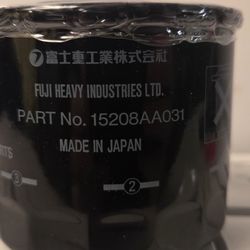 富士重工業株式会社
FUJI HEAVY INDUSTRIES LTD.
PART No. 15208AA031
MADE IN JAPAN
3
2